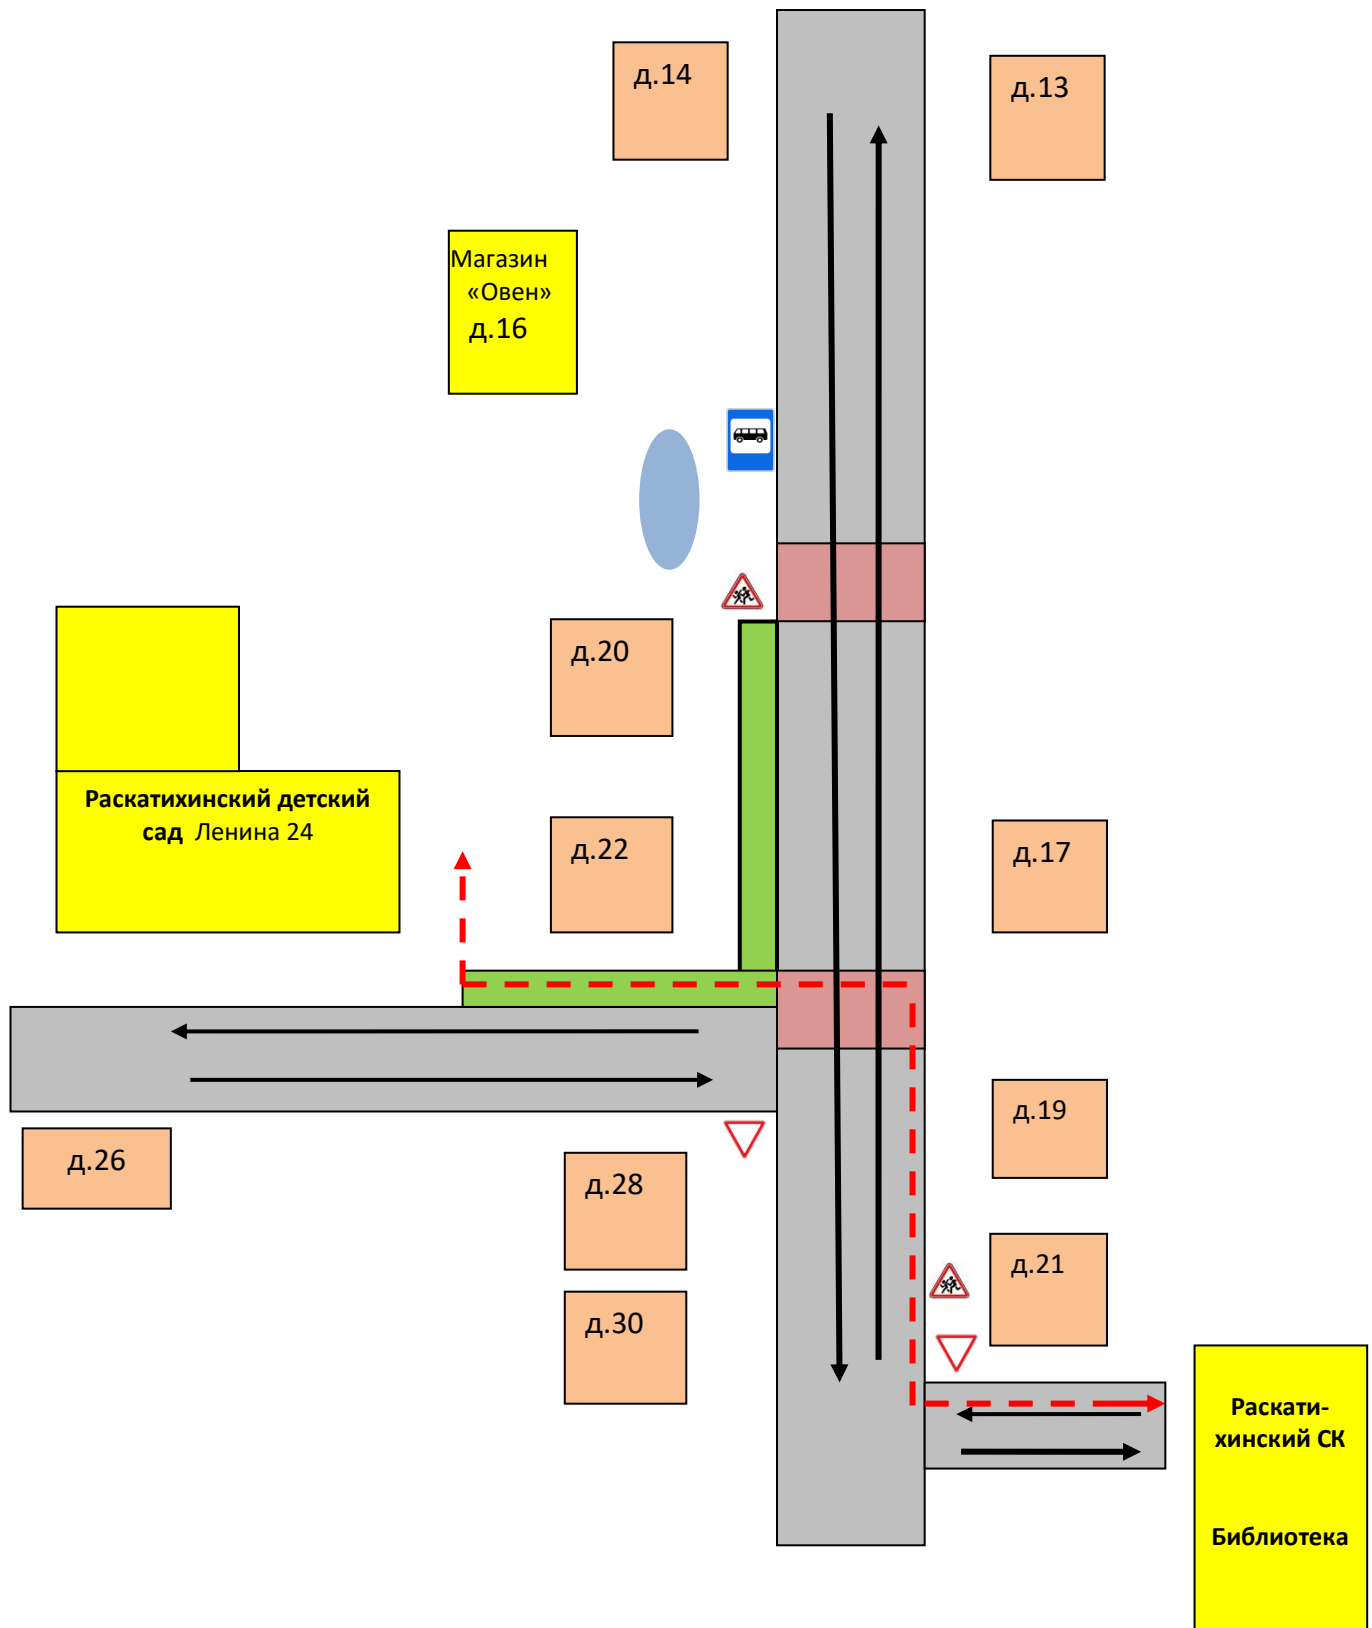 д.14
д.13
Магазин
«Овен»
д.16
д.20
Раскатихинский детский
сад Ленина 24
д.22
д.17
д.19
д.26
д.28
д.21
д.30
Раскати-
хинский СК
Библиотека